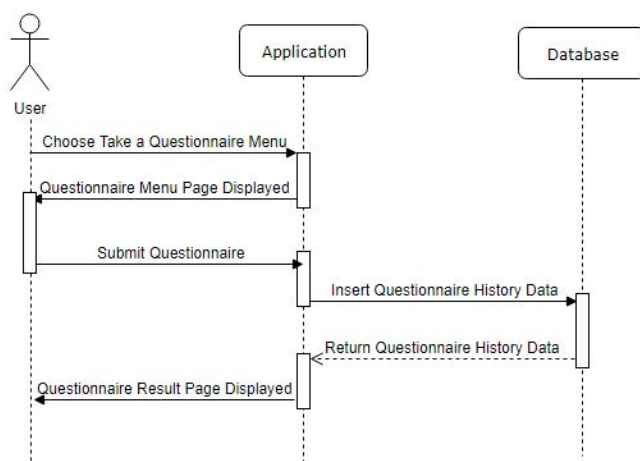 Application
Database
User
Choose Take a Questionnaire Menu
Questionnaire Menu Page Displayed
Submit Questionnaire
Insert Questionnaire History Data
Return Questionnaire History Data
Questionnaire Result Page Displayed